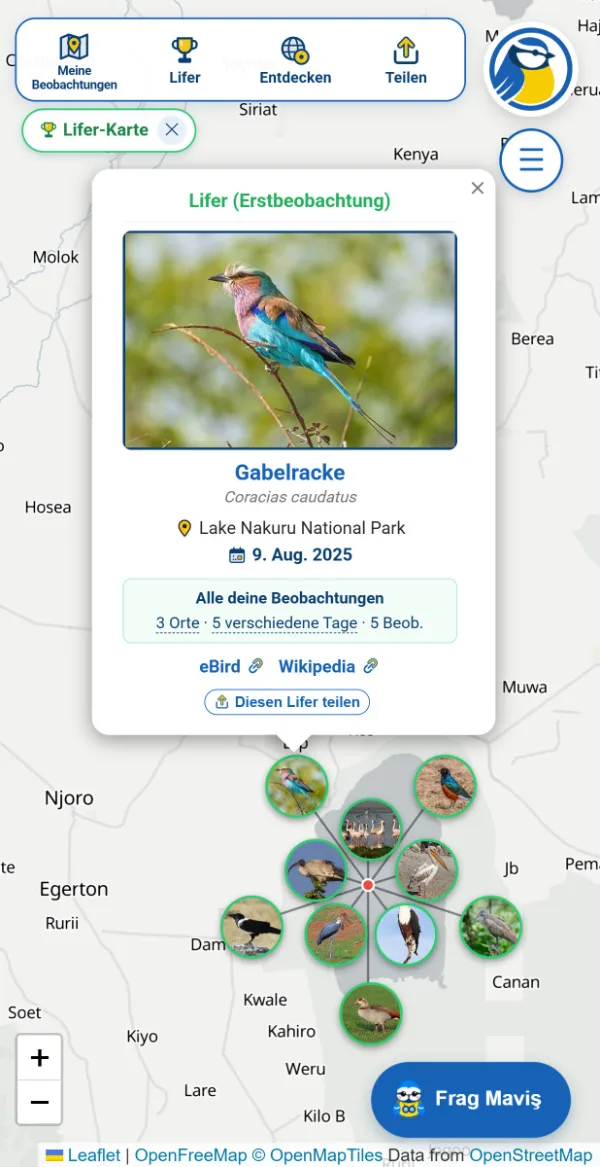 Meine
Beobachtungen
Lifer
Entdecken
Teilen
Siriat
Lifer-Karte
Kenya
Lifer (Erstbeobachtung)
Molok
Berea
Gabelracke
Coracias caudatus
Hosea
Lake Nakuru National Park
9. Aug. 2025
Alle deine Beobachtungen
3 Orte · 5 verschiedene Tage · 5 Beob.
eBird Wikipedia
Muwa
Diesen Lifer teilen
Njoro
Jb
Egerton
Rurii
Dam
Canan
Kwale
Soet
Kahiro
Kiyo
Weru
+
Lare
−
Frag Maviş
Kilo B
Leaflet | OpenFreeMap © OpenMapTiles Data from OpenStreetMap